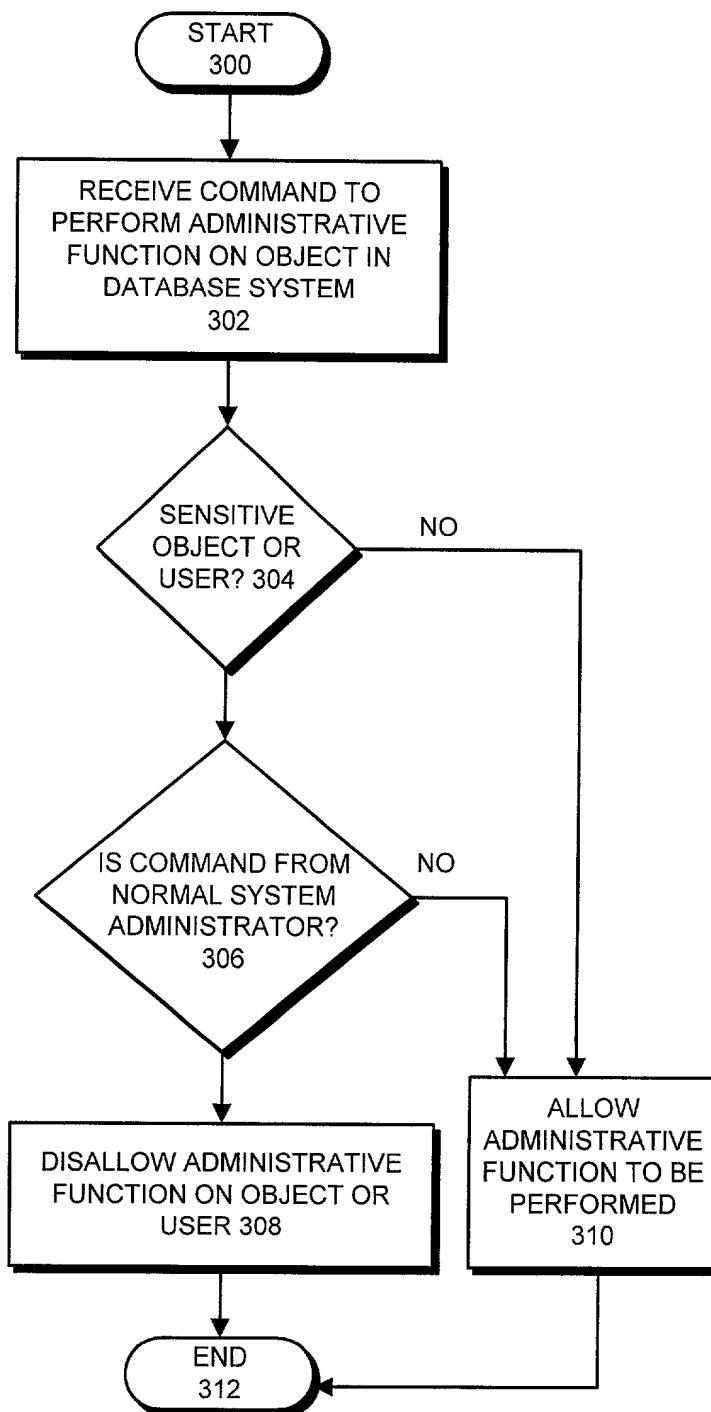 START
300
RECEIVE COMMAND TO
PERFORM ADMINISTRATIVE
FUNCTION ON OBJECT IN
DATABASE SYSTEM
302
SENSITIVE
OBJECT OR
USER? 304
NO
IS COMMAND FROM
NORMAL SYSTEM
ADMINISTRATOR?
306
NO
DISALLOW ADMINISTRATIVE
FUNCTION ON OBJECT OR
USER 308
ALLOW
ADMINISTRATIVE
FUNCTION TO BE
PERFORMED
310
END
312